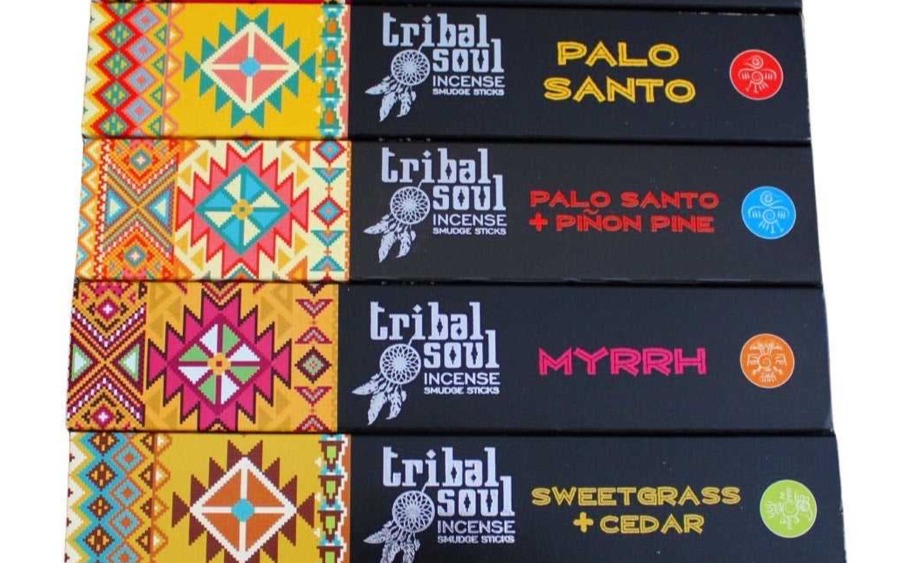 tribal
soul
INCENSE
SMUDGE STICKS
PALO
SANTO
tribal
soul
INCENSE
SMUDGE STICKS
PALO SANTO
+ PIÑON PINE
tribal
soul
INCENSE
SMUDGE STICKS
MYRRH
tribal
soul
INCENSE
SMUDGE STICKS
SWEETGRASS
+ CEDAR